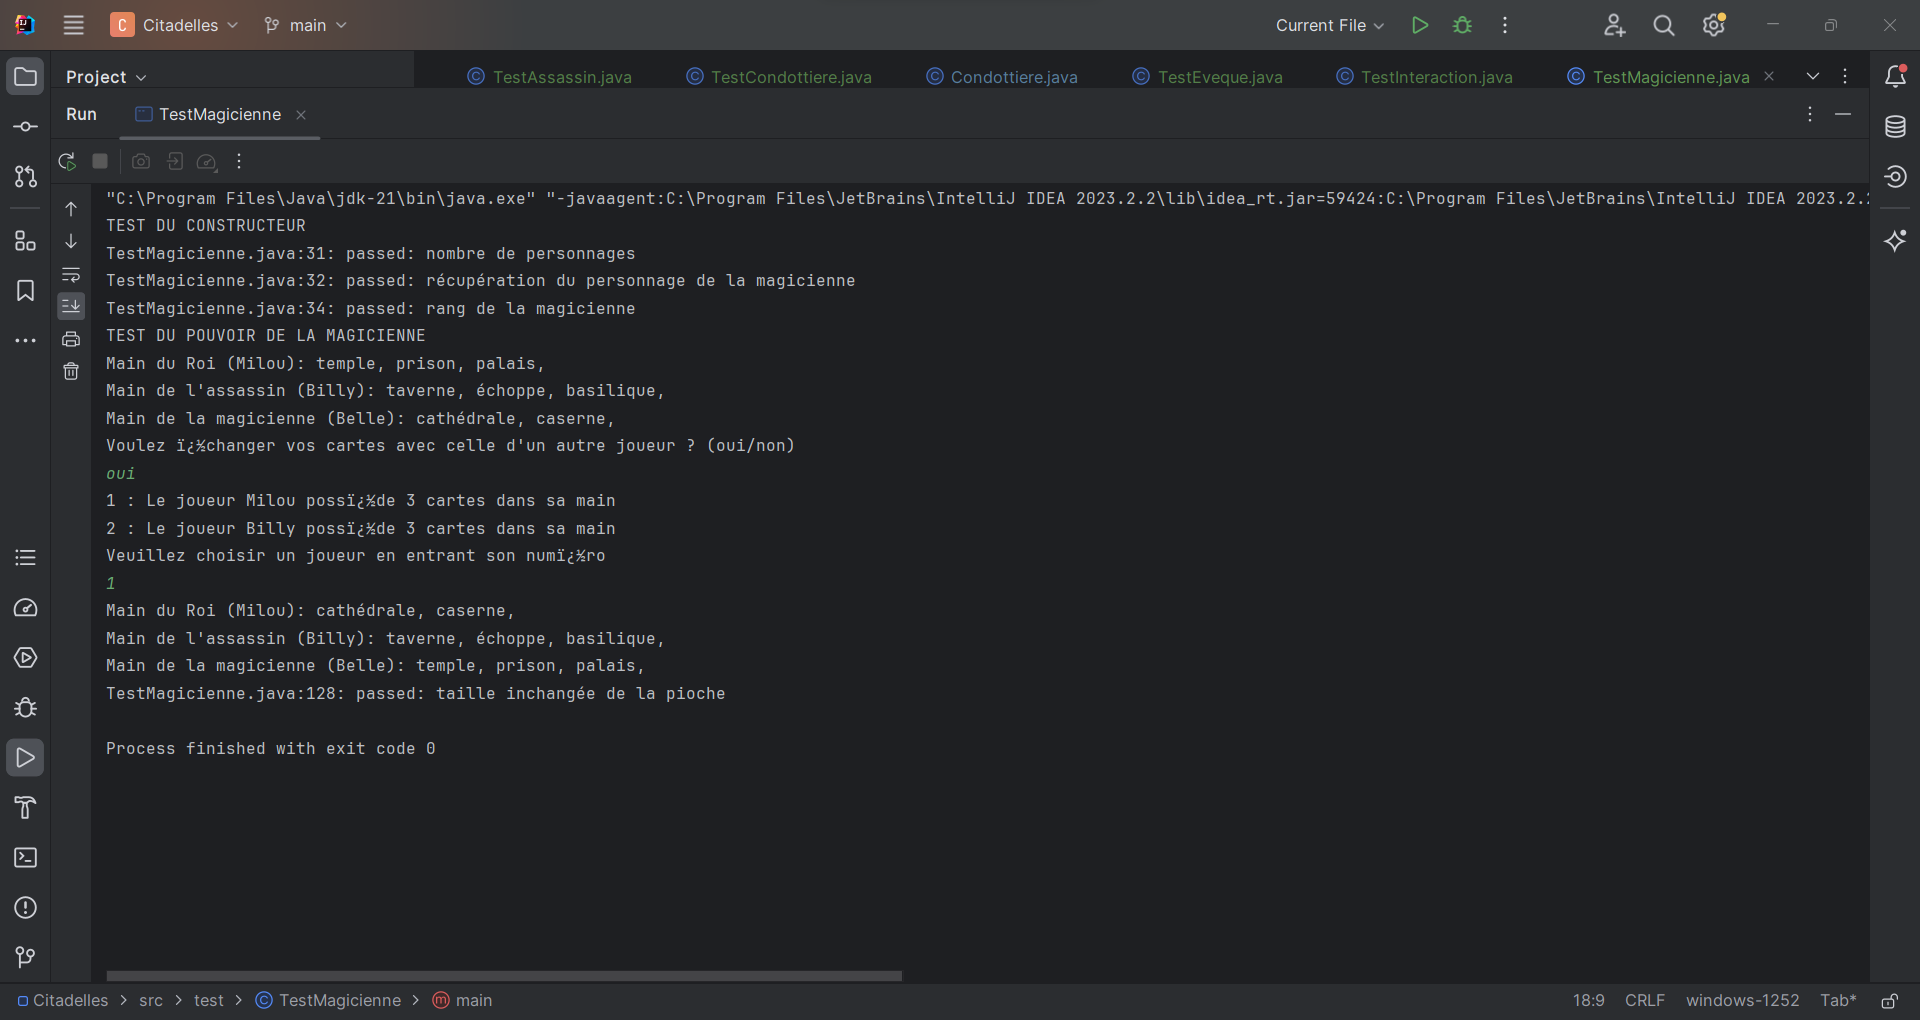 C Citadelles main Current File
Project
TestAssassin.java TestCondottiere.java Condottiere.java TestEveque.java TestInteraction.java TestMagicienne.java
Run TestMagicienne
"C:\Program Files\Java\jdk-21\bin\java.exe" "-javaagent:C:\Program Files\JetBrains\IntelliJ IDEA 2023.2.2\lib\idea_rt.jar=59424:C:\Program Files\JetBrains\IntelliJ IDEA 2023.2.2
TEST DU CONSTRUCTEUR
TestMagicienne.java:31: passed: nombre de personnages
TestMagicienne.java:32: passed: récupération du personnage de la magicienne
TestMagicienne.java:34: passed: rang de la magicienne
TEST DU POUVOIR DE LA MAGICIENNE
Main du Roi (Milou): temple, prison, palais,
Main de l'assassin (Billy): taverne, échoppe, basilique,
Main de la magicienne (Belle): cathédrale, caserne,
Voulez ï¿½changer vos cartes avec celle d'un autre joueur ? (oui/non)
oui
1 : Le joueur Milou possï¿½de 3 cartes dans sa main
2 : Le joueur Billy possï¿½de 3 cartes dans sa main
Veuillez choisir un joueur en entrant son numï¿½ro
1
Main du Roi (Milou): cathédrale, caserne,
Main de l'assassin (Billy): taverne, échoppe, basilique,
Main de la magicienne (Belle): temple, prison, palais,
TestMagicienne.java:128: passed: taille inchangée de la pioche
Process finished with exit code 0
Citadelles > src > test > TestMagicienne > main 18:9 CRLF windows-1252 Tab*